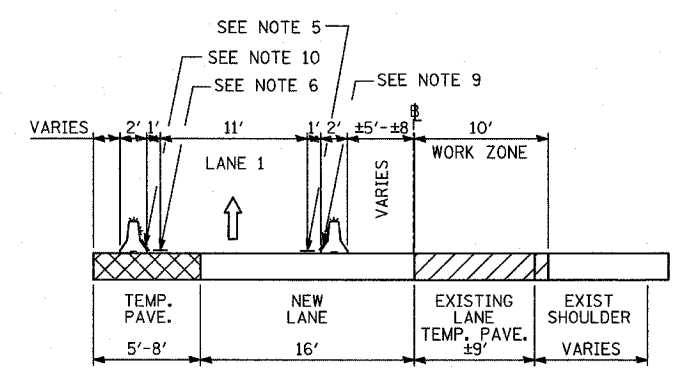 SEE NOTE 5
SEE NOTE 10
SEE NOTE 6
SEE NOTE 9
VARIES 2' 1' 11' 1' 2' ±5'-±8 10'
LANE 1
VARIES
WORK ZONE
TEMP.
PAVE.
5'-8'
NEW
LANE
16'
EXISTING
LANE
TEMP. PAVE.
±9'
EXIST
SHOULDER
VARIES